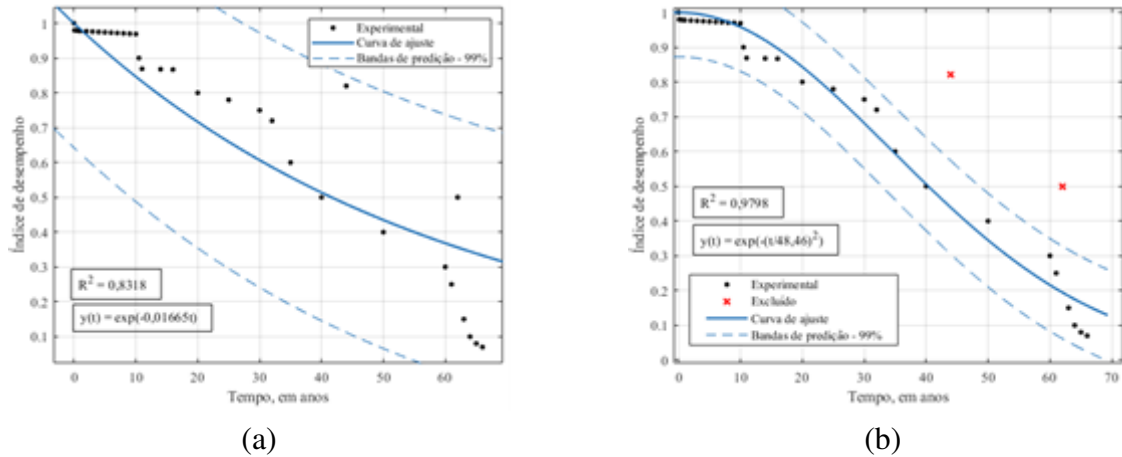 (a)
1
0.9
0.8
0.7
0.6
0.5
0.4
0.3
0.2
0.1
Índice de desempenho
Experimental
Curva de ajuste
Bandas de predição - 99%
R² = 0,8318
y(t) = exp(-0,01665t)
0 10 20 30 40 50 60
Tempo, em anos
(a)
(b)
1
0.9
0.8
0.7
0.6
0.5
0.4
0.3
0.2
0.1
0
Índice de desempenho
R² = 0,9798
y(t) = exp(-(t/48,46)²)
Experimental
Excluído
Curva de ajuste
Bandas de predição - 99%
0 10 20 30 40 50 60 70
Tempo, em anos
(b)